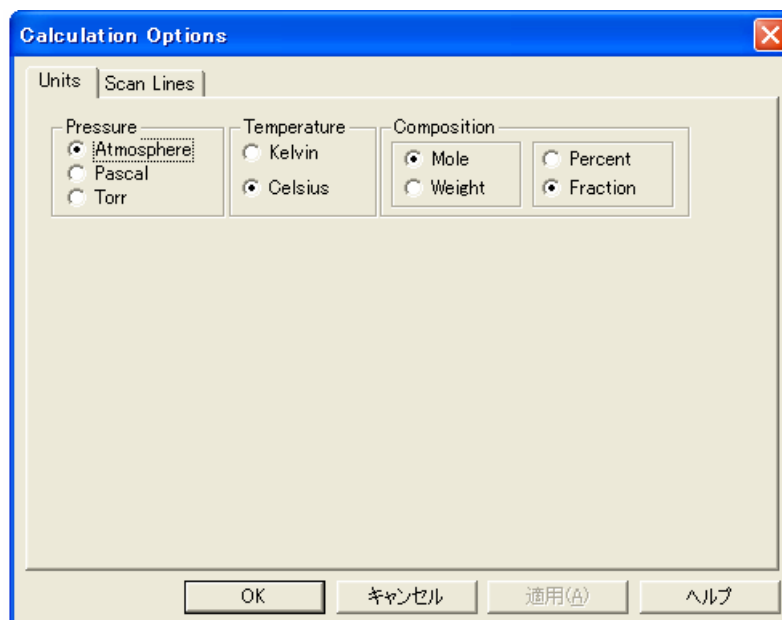 Calculation Options
Units Scan Lines
Pressure Temperature Composition
Atmosphere Kelvin Mole Percent
Pascal
Torr Celsius Weight Fraction
OK キャンセル 適用(A) ヘルプ